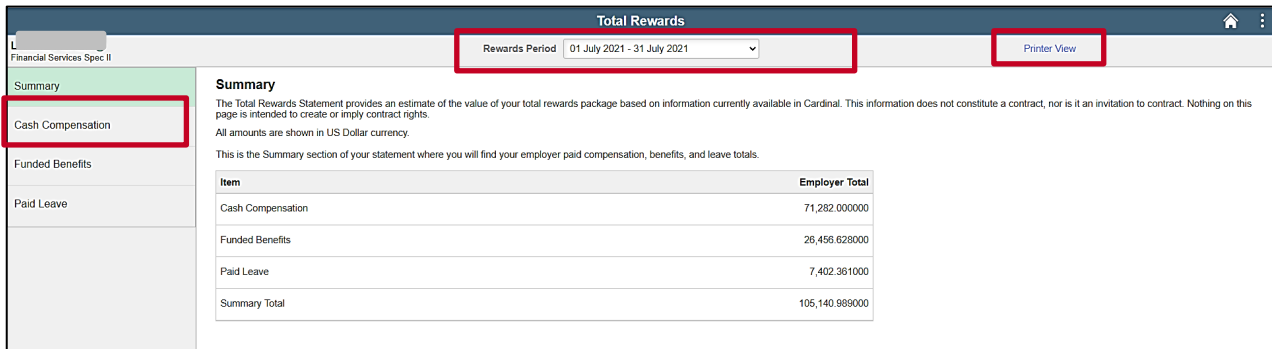 Total Rewards
Financial Services Spec II
Rewards Period 01 July 2021 - 31 July 2021
Printer View
Summary
Cash Compensation
Funded Benefits
Paid Leave
Summary
The Total Rewards Statement provides an estimate of the value of your total rewards package based on information currently available in Cardinal. This information does not constitute a contract, nor is it an invitation to contract. Nothing on this
page is intended to create or imply contract rights.
All amounts are shown in US Dollar currency.
This is the Summary section of your statement where you will find your employer paid compensation, benefits, and leave totals.
Item Employer Total
Cash Compensation 71,282.000000
Funded Benefits 26,456.628000
Paid Leave 7,402.361000
Summary Total 105,140.989000